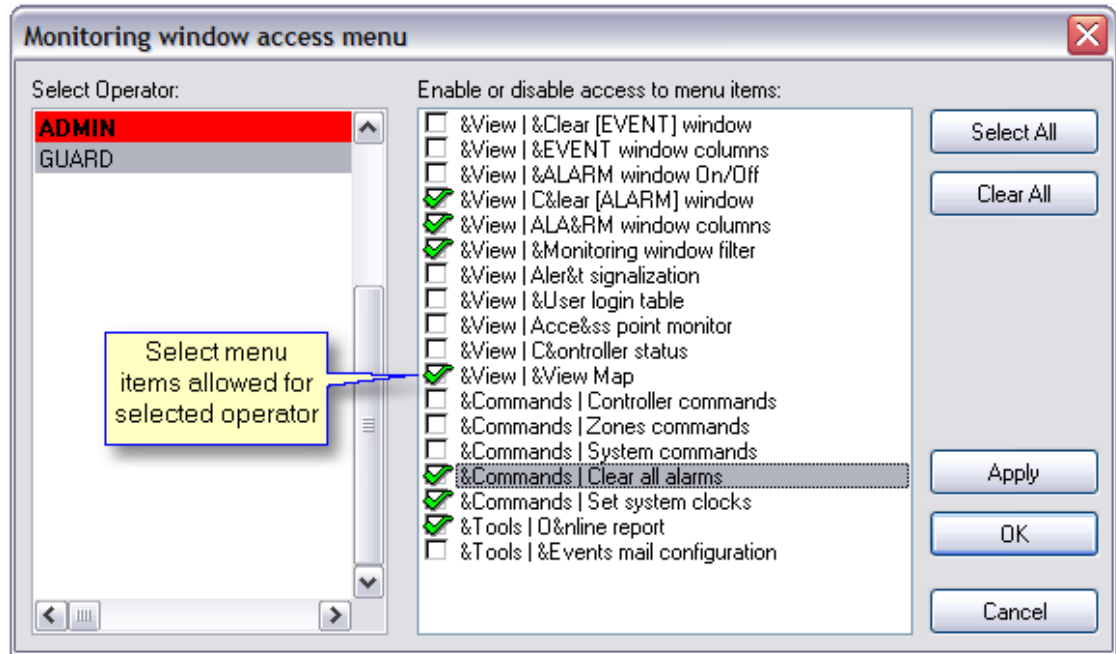 Monitoring window access menu
Select Operator:
ADMIN
GUARD
Select menu
items allowed for
selected operator
Enable or disable access to menu items:
&View | &Clear [EVENT] window
&View | &EVENT window columns
&View | &ALARM window On/Off
&View | C&lear [ALARM] window
&View | ALA&RM window columns
&View | &Monitoring window filter
&View | Aler&t signalization
&View | &User login table
&View | Acce&ss point monitor
&View | C&ontroller status
&View | &View Map
&Commands | Controller commands
&Commands | Zones commands
&Commands | System commands
&Commands | Clear all alarms
&Commands | Set system clocks
&Tools | O&nline report
&Tools | &Events mail configuration
Select All
Clear All
Apply
OK
Cancel